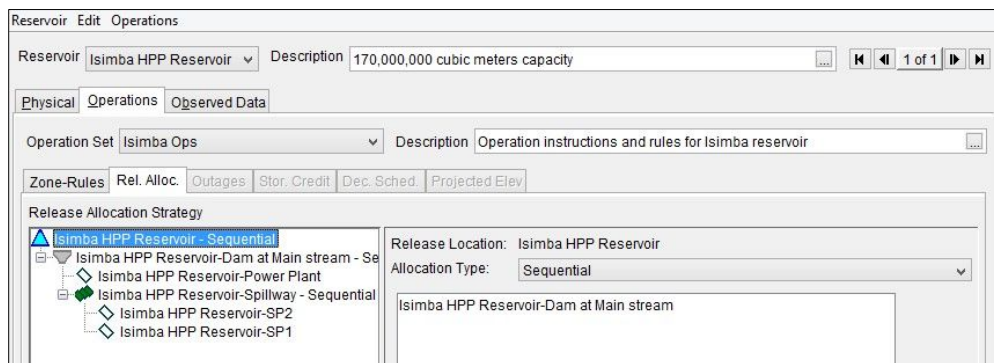 Reservoir Edit Operations
Reservoir Isimba HPP Reservoir Description 170,000,000 cubic meters capacity ... 1 of 1
Physical Operations Observed Data
Operation Set Isimba Ops Description Operation instructions and rules for Isimba reservoir ...
Zone-Rules Rel. Alloc. Outages Stor. Credit Dec. Sched. Projected Elev
Release Allocation Strategy
Isimba HPP Reservoir - Sequential
Release Location: Isimba HPP Reservoir
Isimba HPP Reservoir-Dam at Main stream - Se
Allocation Type: Sequential
Isimba HPP Reservoir-Power Plant
Isimba HPP Reservoir-Spillway - Sequential
Isimba HPP Reservoir-Dam at Main stream
Isimba HPP Reservoir-SP2
Isimba HPP Reservoir-SP1